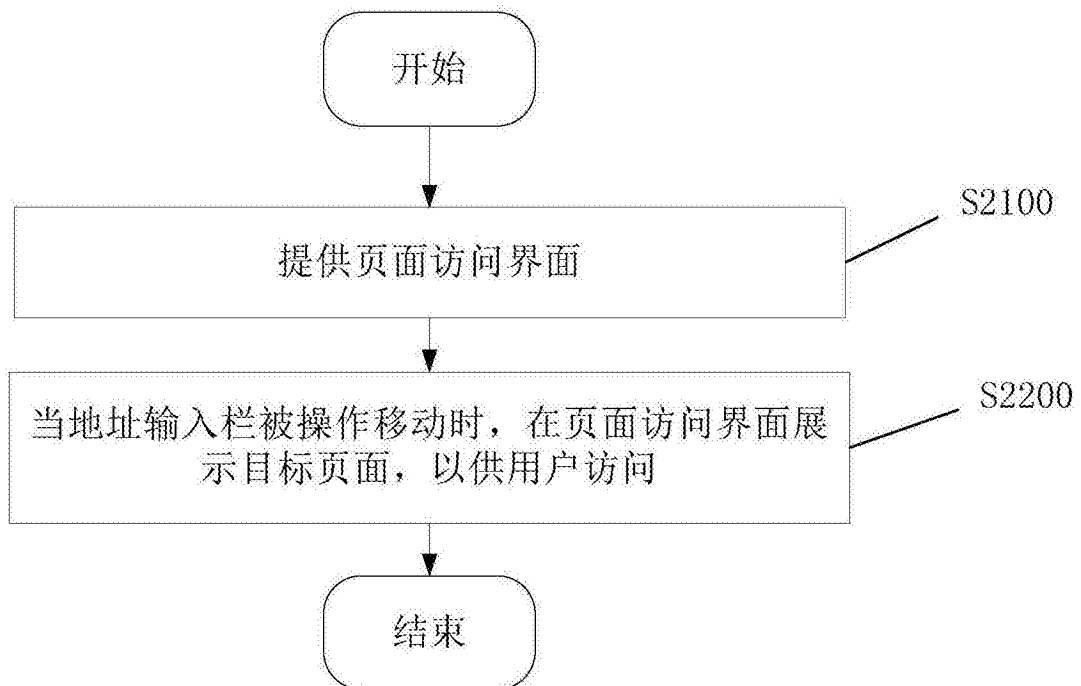 开始
S2100
提供页面访问界面
S2200
当地址输入栏被操作移动时，在页面访问界面展
示目标页面，以供用户访问
结束